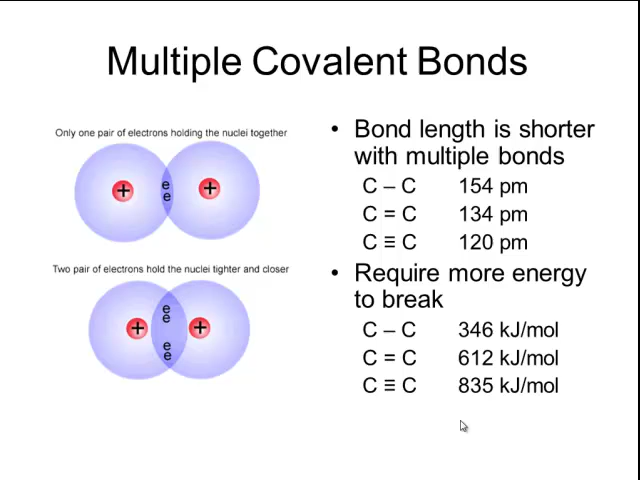 Multiple Covalent Bonds
Only one pair of electrons holding the nuclei together
+ e e +
Two pair of electrons hold the nuclei tighter and closer
+ e e e e +
• Bond length is shorter
with multiple bonds
C – C 154 pm
C = C 134 pm
C ≡ C 120 pm
• Require more energy
to break
C – C 346 kJ/mol
C = C 612 kJ/mol
C ≡ C 835 kJ/mol